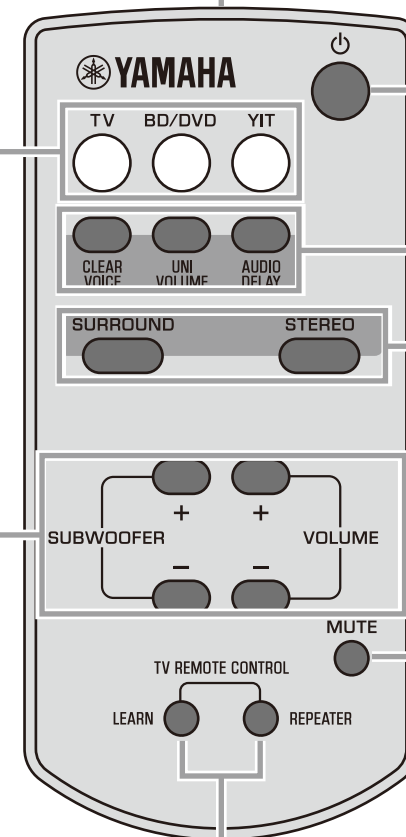 YAMAHA
TV BD/DVD YIT
CLEAR VOICE UNI VOLUME AUDIO DELAY
SURROUND STEREO
+ +
SUBWOOFER VOLUME
– –
MUTE
TV REMOTE CONTROL
LEARN REPEATER